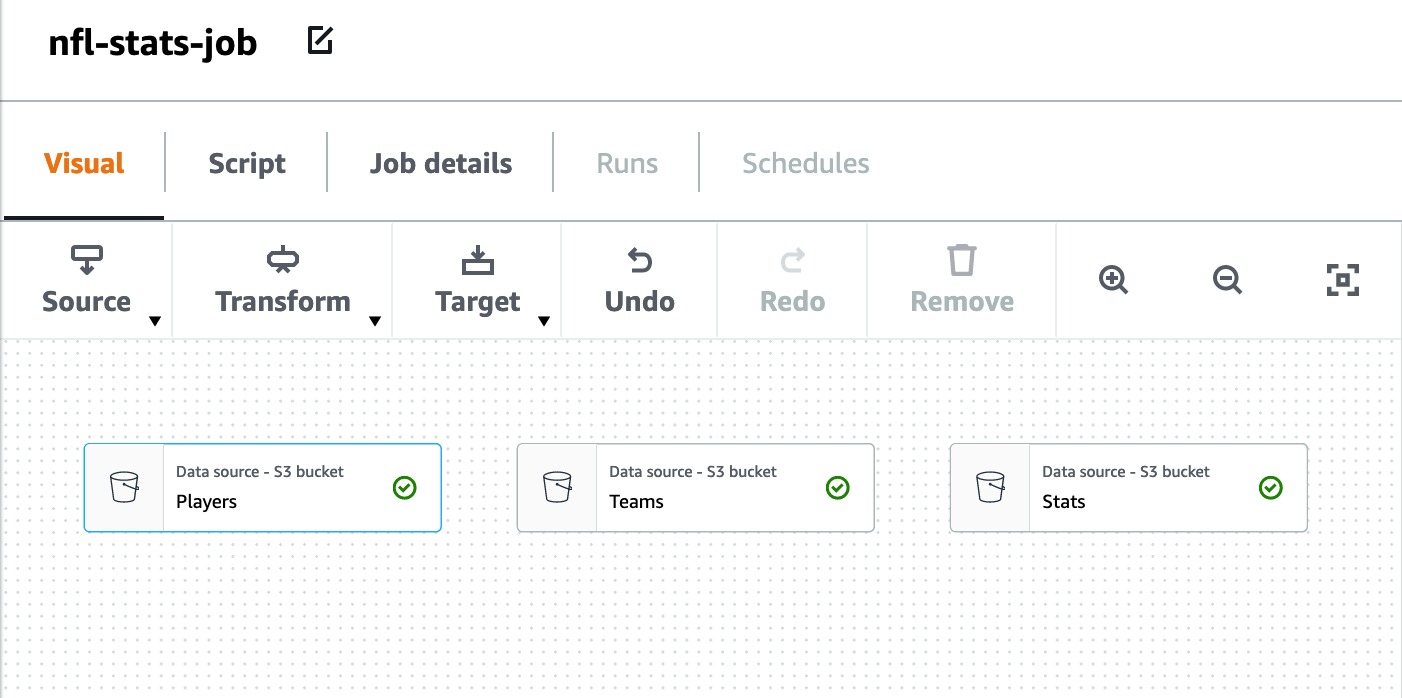 nfl-stats-job
Visual Script Job details Runs Schedules
Source Transform Target Undo Redo Remove
Data source - S3 bucket
Players
Data source - S3 bucket
Teams
Data source - S3 bucket
Stats